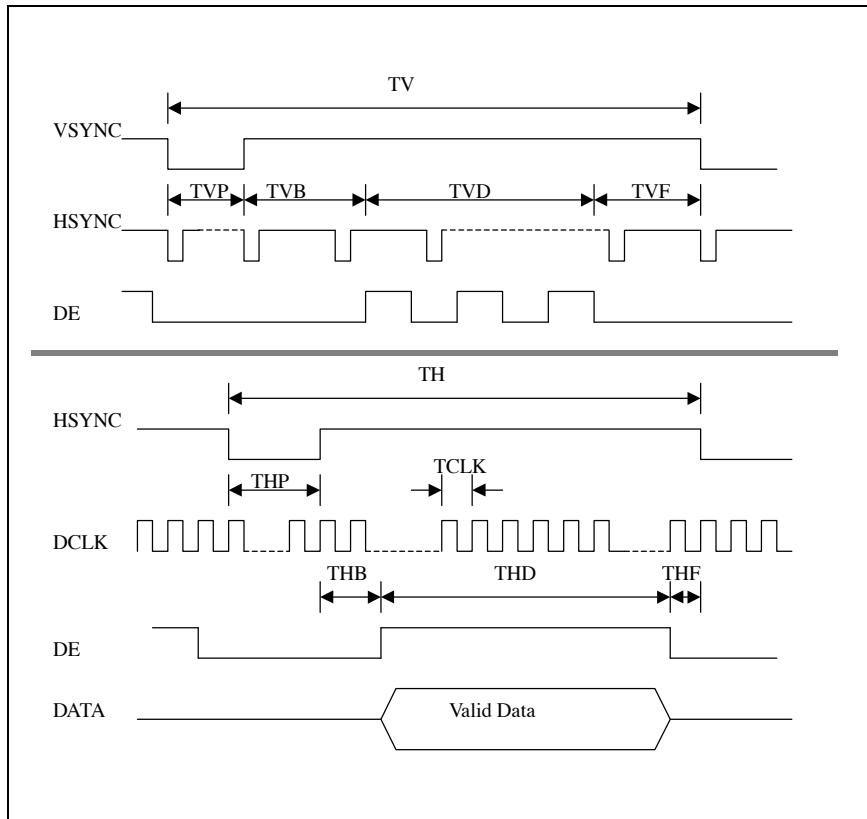 TV
VSYNC
TVP TVB TVD TVF
HSYNC
DE
TH
HSYNC
THP TCLK
DCLK
THB THD THF
DE
DATA Valid Data